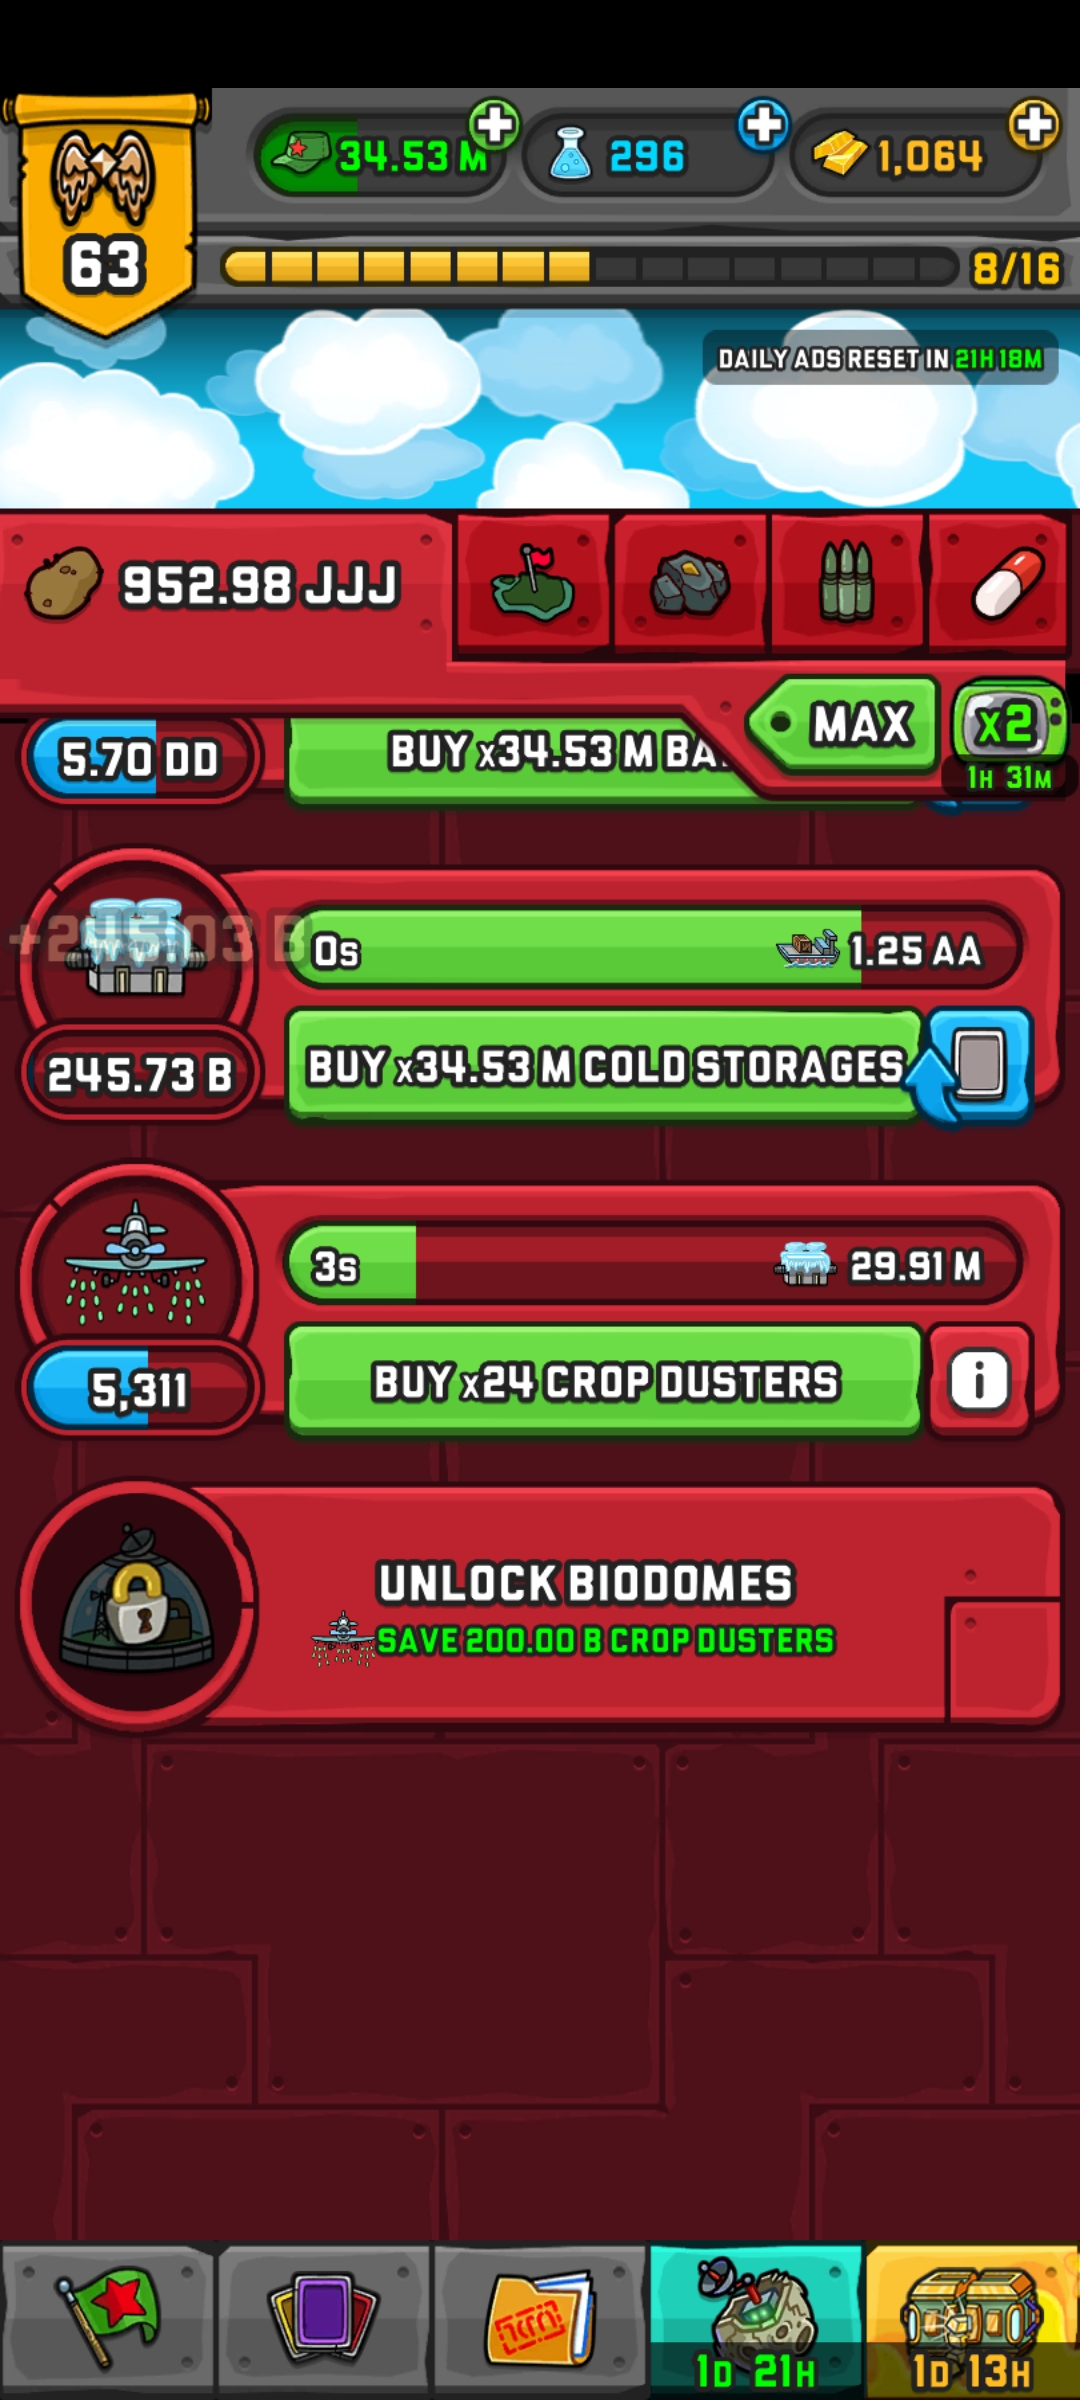 34.53 M
296
1,064
63
8/16
DAILY ADS RESET IN 21H 18M
952.98 JJJ
MAX
X2
1H 31M
5.70 DD
BUY x34.53 M BA
+245.03 B
0s
1.25 AA
245.73 B
BUY x34.53 M COLD STORAGES
3s
29.91 M
5,311
BUY x24 CROP DUSTERS
i
UNLOCK BIODOMES
SAVE 200.00 B CROP DUSTERS
1D 21H
1D 13H